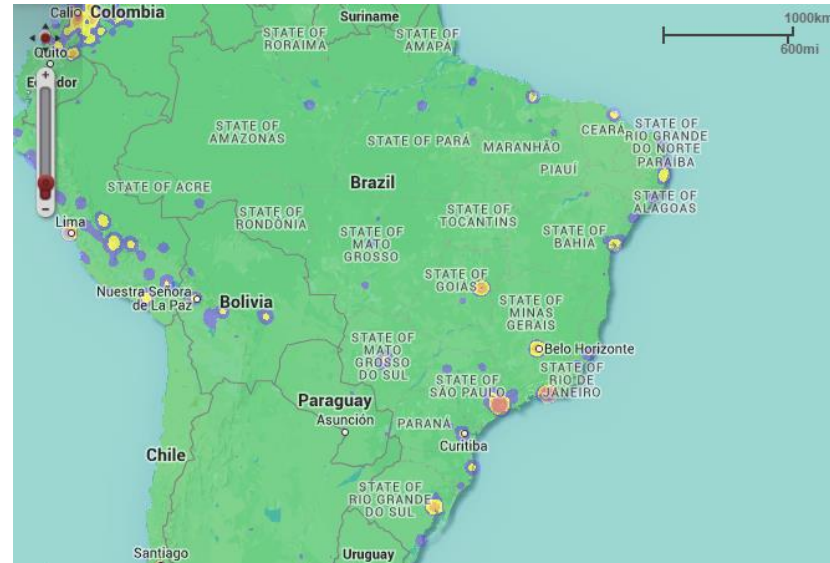 Cali
Colombia
Suriname
STATE OF
RORAIMA
STATE OF
AMAPÁ
1000km
600mi
Quito
+
STATE OF
AMAZONAS
STATE OF PARÁ
MARANHÃO
CEARÁ
STATE OF
RIO GRANDE
DO NORTE
PARAÍBA
PIAUÍ
STATE OF ACRE
Brazil
STATE OF
ALAGOAS
−
Lima
STATE OF
RONDÔNIA
STATE OF
MATO
GROSSO
STATE OF
TOCANTINS
STATE OF
BAHIA
Nuestra Señora
de La Paz
Bolivia
STATE OF
GOIÁS
STATE OF
MINAS
GERAIS
STATE OF
MATO
GROSSO
DO SUL
Belo Horizonte
STATE OF
SÃO PAULO
STATE OF
RIO DE
JANEIRO
Paraguay
Asunción
PARANÁ
Curitiba
Chile
STATE OF
RIO GRANDE
DO SUL
Santiago
Uruguay